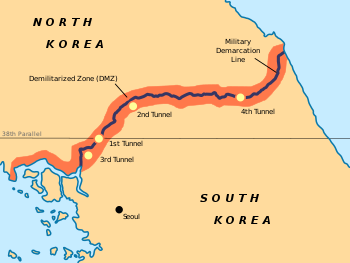 NORTH
KOREA
Military
Demarcation
Line
Demilitarized Zone (DMZ)
2nd Tunnel
4th Tunnel
38th Parallel
1st Tunnel
3rd Tunnel
SOUTH
KOREA
Seoul